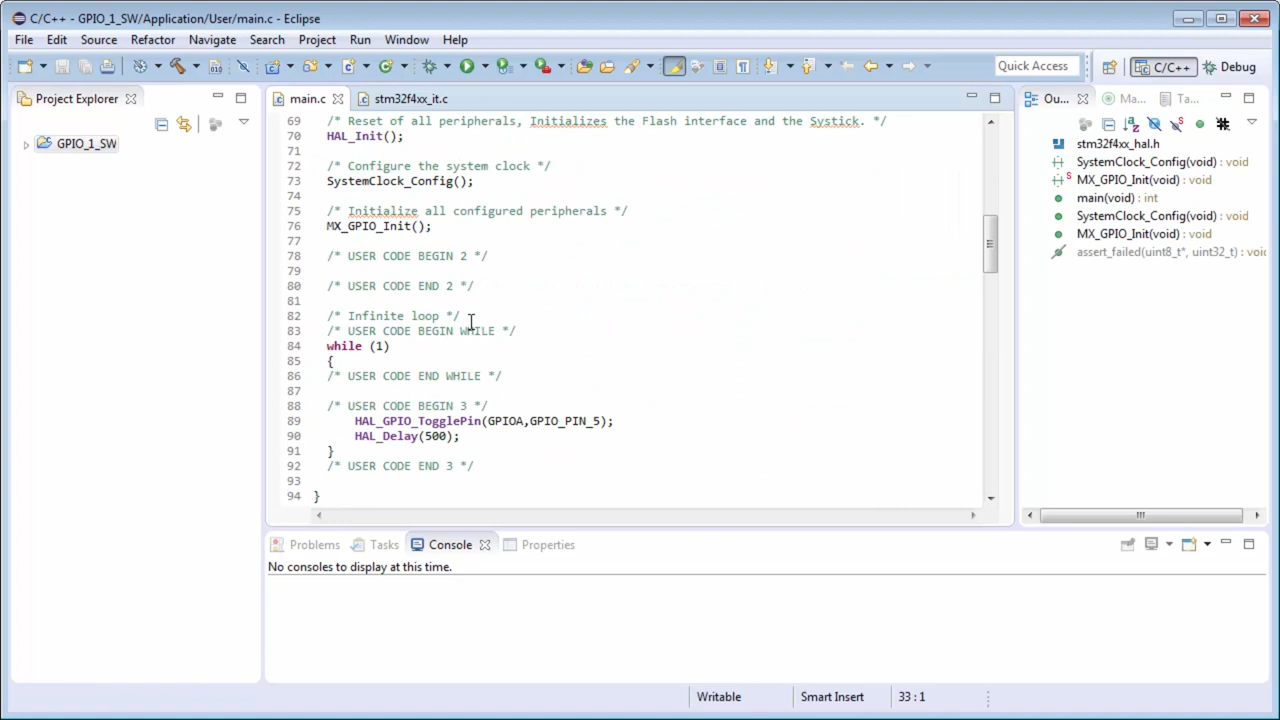 C/C++ - GPIO_1_SW/Application/User/main.c - Eclipse
File Edit Source Refactor Navigate Search Project Run Window Help
010 Quick Access C/C++ Debug
Project Explorer
GPIO_1_SW
main.c stm32f4xx_it.c
69 /* Reset of all peripherals, Initializes the Flash interface and the Systick. */
70 HAL_Init();
71
72 /* Configure the system clock */
73 SystemClock_Config();
74
75 /* Initialize all configured peripherals */
76 MX_GPIO_Init();
77
78 /* USER CODE BEGIN 2 */
79
80 /* USER CODE END 2 */
81
82 /* Infinite loop */
83 /* USER CODE BEGIN WHILE */
84 while (1)
85 {
86 /* USER CODE END WHILE */
87
88 /* USER CODE BEGIN 3 */
89 HAL_GPIO_TogglePin(GPIOA,GPIO_PIN_5);
90 HAL_Delay(500);
91 }
92 /* USER CODE END 3 */
93
94 }
Ou... Ma... Ta...
stm32f4xx_hal.h
SystemClock_Config(void) : void
MX_GPIO_Init(void) : void
main(void) : int
SystemClock_Config(void) : void
MX_GPIO_Init(void) : void
assert_failed(uint8_t*, uint32_t) : voic
Problems Tasks Console Properties
No consoles to display at this time.
Writable Smart Insert 33 : 1